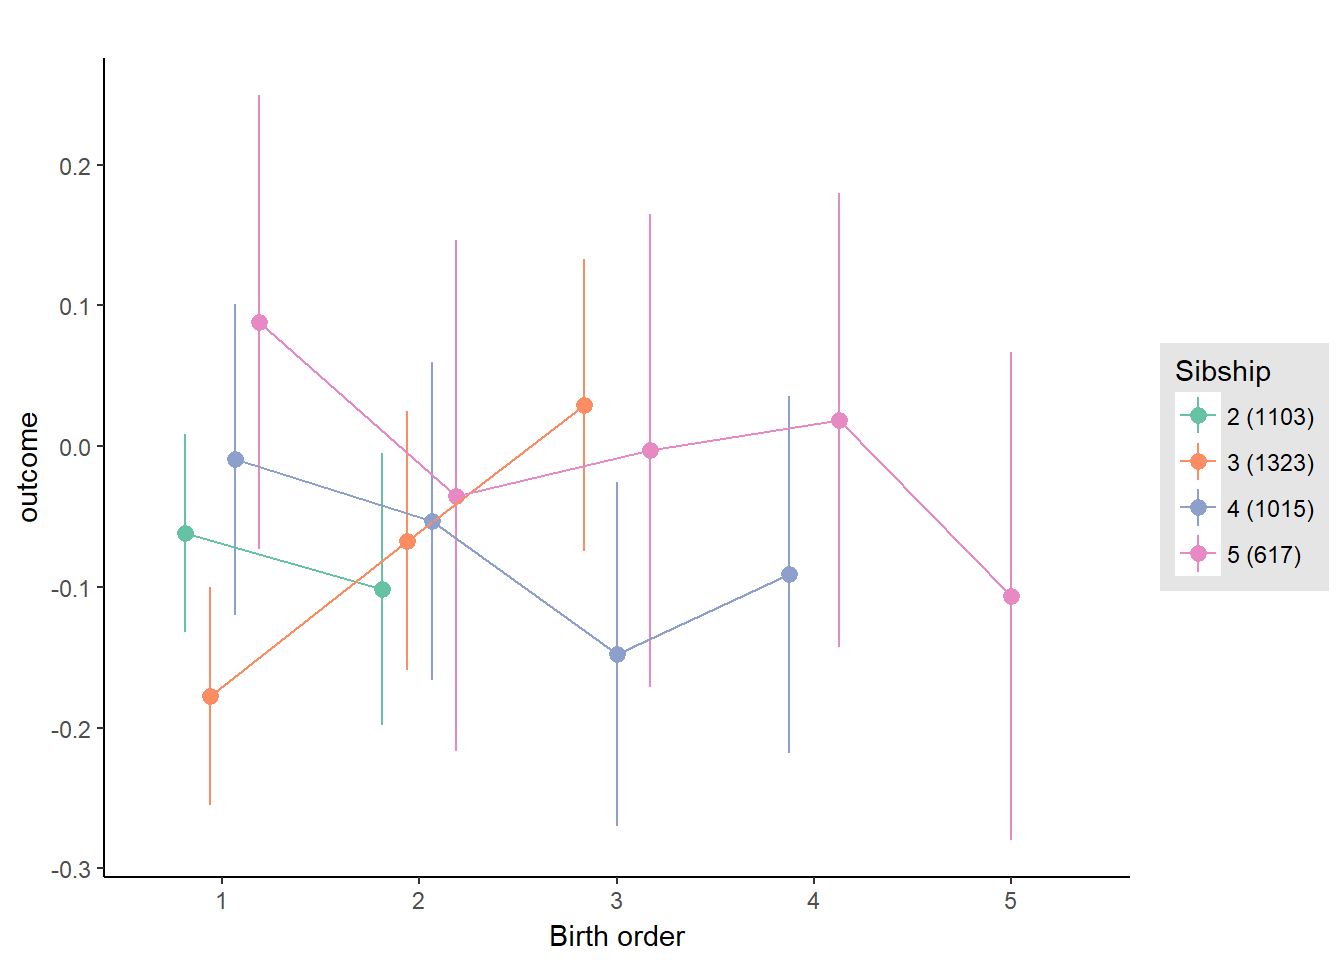 0.2
0.1
0.0
-0.1
-0.2
-0.3
outcome
1 2 3 4 5
Birth order
Sibship
2 (1103)
3 (1323)
4 (1015)
5 (617)